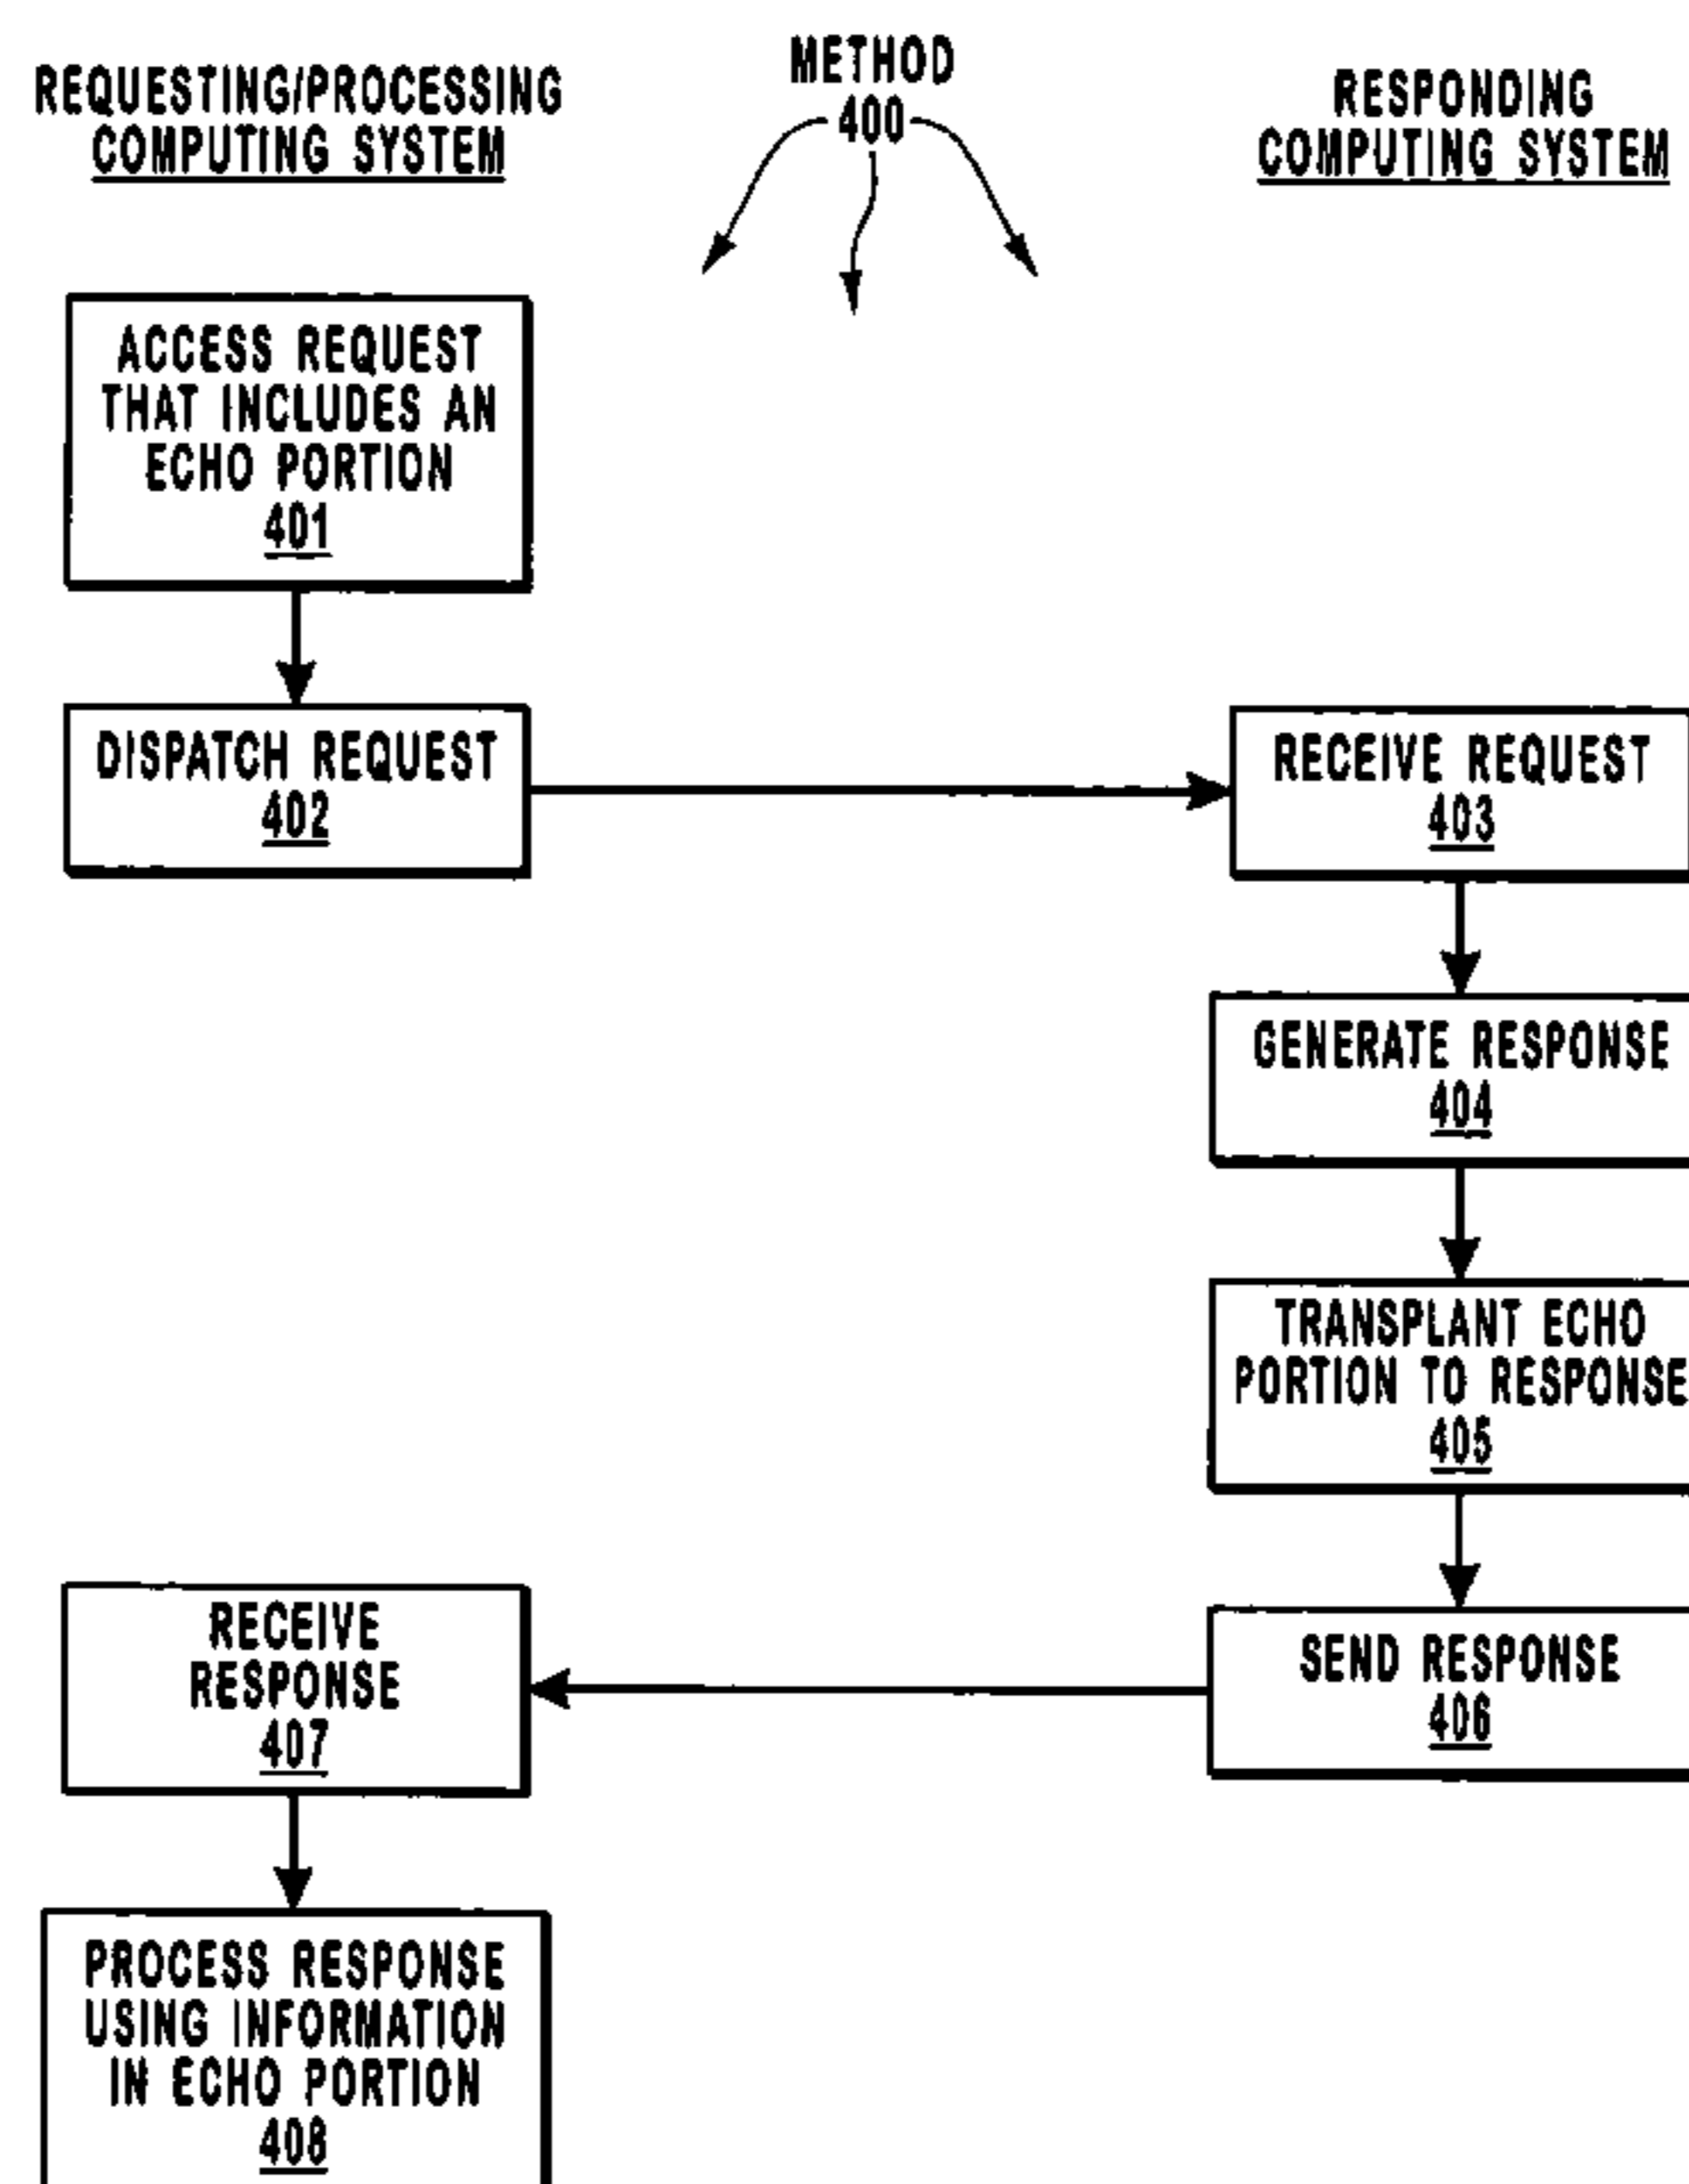 METHOD
400
REQUESTING/PROCESSING
COMPUTING SYSTEM
RESPONDING
COMPUTING SYSTEM
ACCESS REQUEST
THAT INCLUDES AN
ECHO PORTION
401
DISPATCH REQUEST
402
RECEIVE REQUEST
403
GENERATE RESPONSE
404
TRANSPLANT ECHO
PORTION TO RESPONSE
405
SEND RESPONSE
406
RECEIVE
RESPONSE
407
PROCESS RESPONSE
USING INFORMATION
IN ECHO PORTION
408